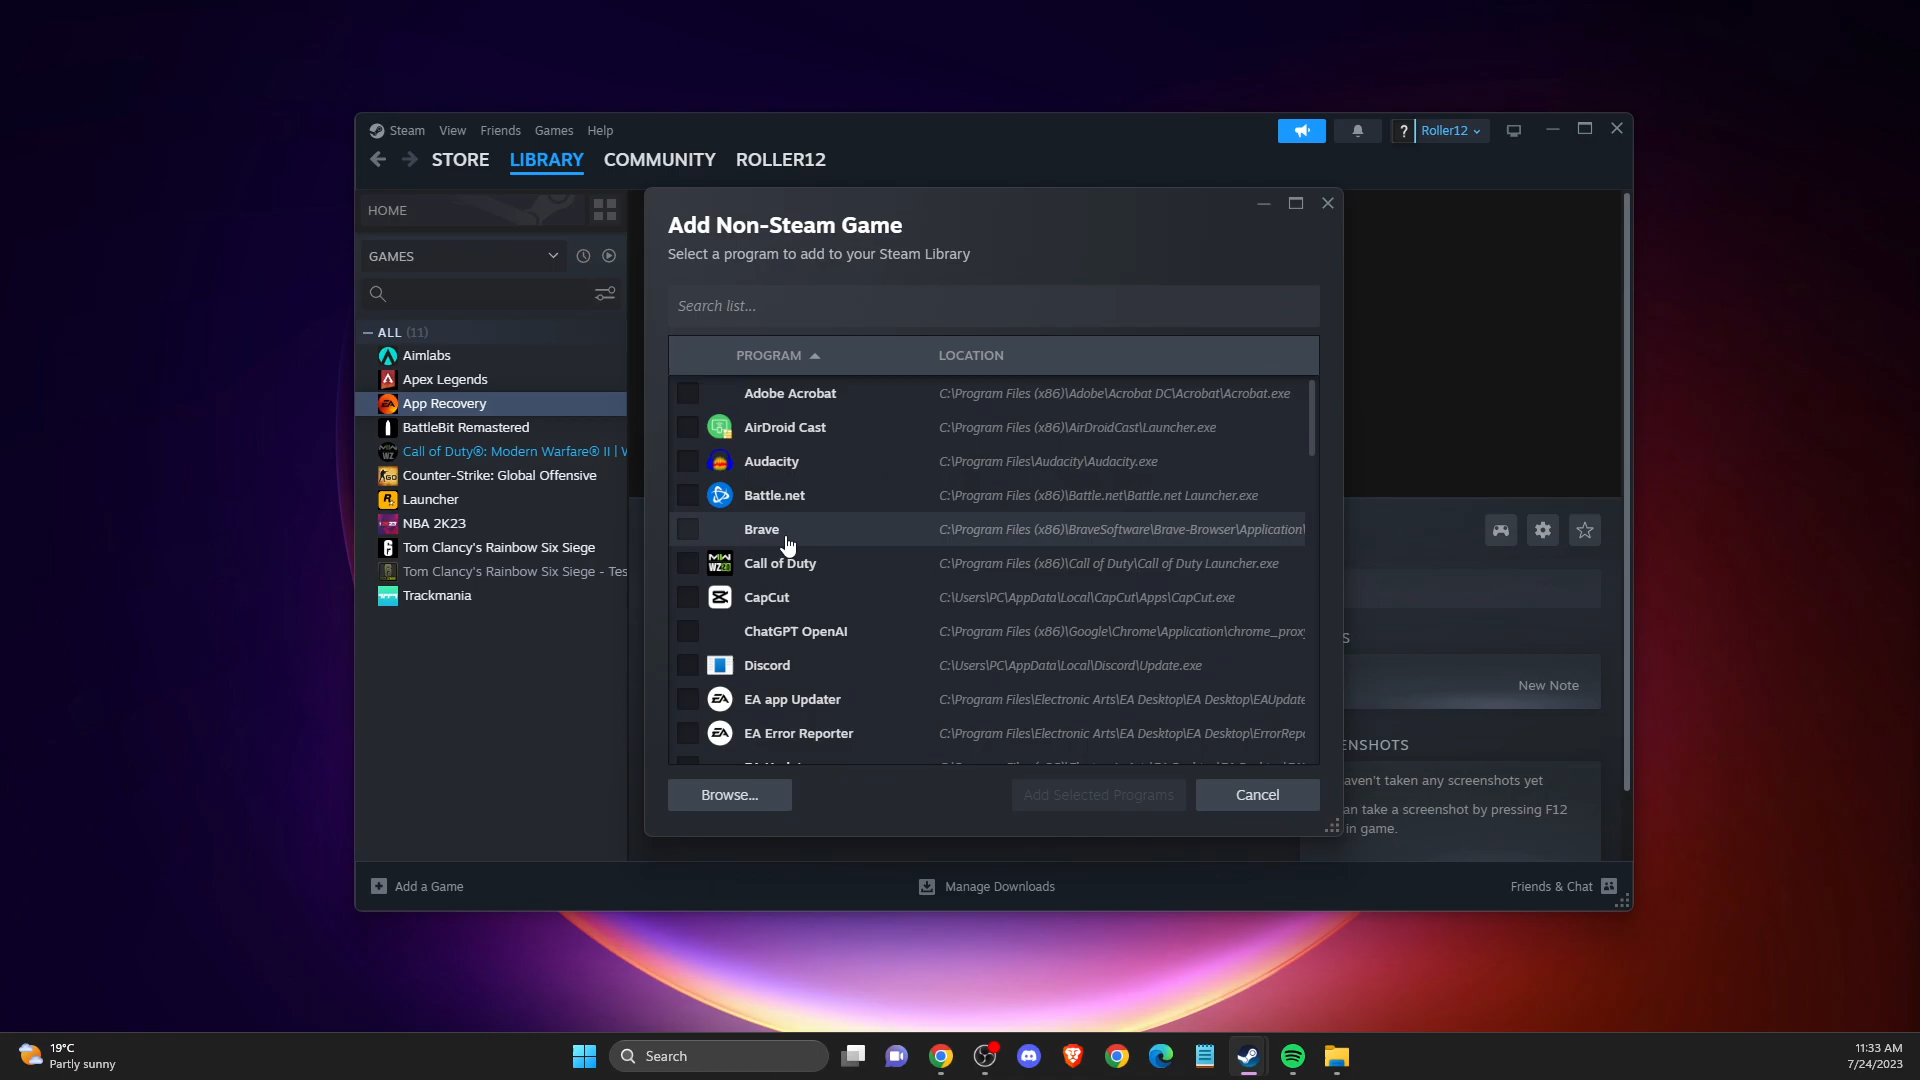 Steam View Friends Games Help
? Roller12
STORE LIBRARY COMMUNITY ROLLER12
HOME
GAMES
ALL (11)
Aimlabs
Apex Legends
App Recovery
BattleBit Remastered
Call of Duty®: Modern Warfare® II |
Counter-Strike: Global Offensive
Launcher
NBA 2K23
Tom Clancy's Rainbow Six Siege
Tom Clancy's Rainbow Six Siege - Tes
Trackmania
Add Non-Steam Game
Select a program to add to your Steam Library
Search list...
PROGRAM LOCATION
Adobe Acrobat C:\Program Files (x86)\Adobe\Acrobat DC\Acrobat\Acrobat.exe
AirDroid Cast C:\Program Files (x86)\AirDroidCast\Launcher.exe
Audacity C:\Program Files\Audacity\Audacity.exe
Battle.net C:\Program Files (x86)\Battle.net\Battle.net Launcher.exe
Brave C:\Program Files (x86)\BraveSoftware\Brave-Browser\Application\
Call of Duty C:\Program Files (x86)\Call of Duty\Call of Duty Launcher.exe
CapCut C:\Users\PC\AppData\Local\CapCut\Apps\CapCut.exe
ChatGPT OpenAI C:\Program Files (x86)\Google\Chrome\Application\chrome_proxy
Discord C:\Users\PC\AppData\Local\Discord\Update.exe
EA app Updater C:\Program Files\Electronic Arts\EA Desktop\EA Desktop\EAUpdate
EA Error Reporter C:\Program Files\Electronic Arts\EA Desktop\EA Desktop\ErrorRepo
Browse... Add Selected Programs Cancel
S
New Note
ENSHOTS
aven't taken any screenshots yet
an take a screenshot by pressing F12
in game.
Add a Game
Manage Downloads
Friends & Chat
19°C
Partly sunny
Search
11:33 AM
7/24/2023